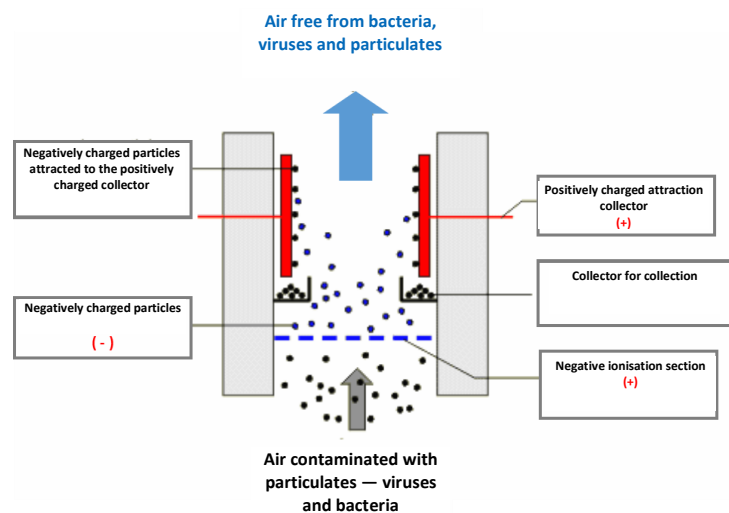 Air free from bacteria,
viruses and particulates
Negatively charged particles
attracted to the positively
charged collector
Positively charged attraction
collector
(+)
Collector for collection
Negatively charged particles
( - )
Negative ionisation section
(+)
Air contaminated with
particulates — viruses
and bacteria